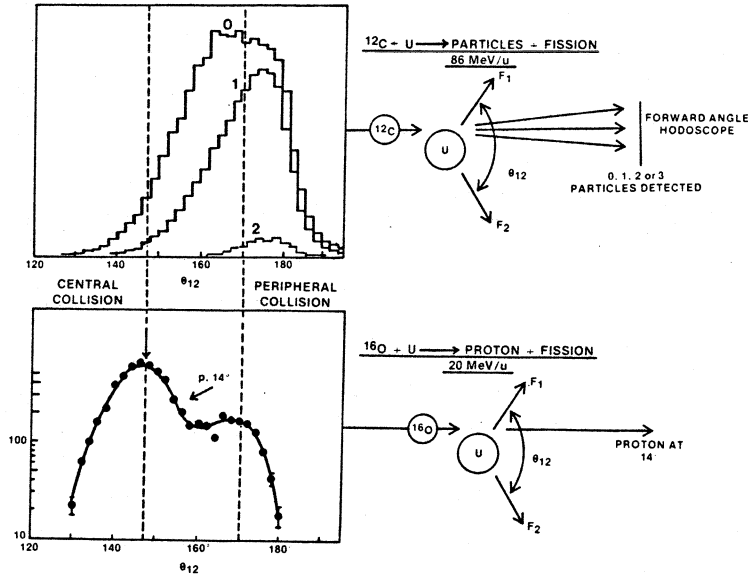 0
1
2
120
140
160
180
θ12
CENTRAL
COLLISION
PERIPHERAL
COLLISION
12C + U → PARTICLES + FISSION
86 MeV/u
F1
12C
U
θ12
F2
FORWARD ANGLE
HODOSCOPE
0, 1, 2 or 3
PARTICLES DETECTED
p. 14°
100
10
120
140
160
180
θ12
16O + U → PROTON + FISSION
20 MeV/u
F1
16O
U
θ12
F2
PROTON AT
14